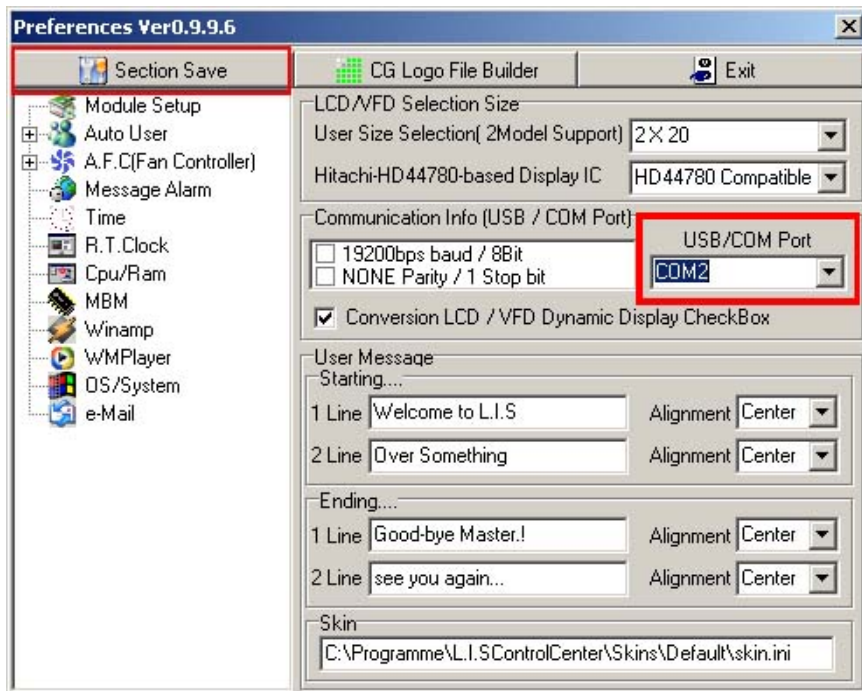 Preferences Ver0.9.9.6
Section Save
CG Logo File Builder
Exit
Module Setup
Auto User
A.F.C(Fan Controller)
Message Alarm
Time
R.T.Clock
Cpu/Ram
MBM
Winamp
WMPlayer
OS/System
e-Mail
LCD/VFD Selection Size
User Size Selection( 2Model Support) 2 X 20
Hitachi-HD44780-based Display IC HD44780 Compatible
Communication Info (USB / COM Port)
19200bps baud / 8Bit
NONE Parity / 1 Stop bit
USB/COM Port
COM2
Conversion LCD / VFD Dynamic Display CheckBox
User Message
Starting....
1 Line Welcome to L.I.S Alignment Center
2 Line Over Something Alignment Center
Ending....
1 Line Good-bye Master.! Alignment Center
2 Line see you again... Alignment Center
Skin
C:\Programme\L.I.SControlCenter\Skins\Default\skin.ini